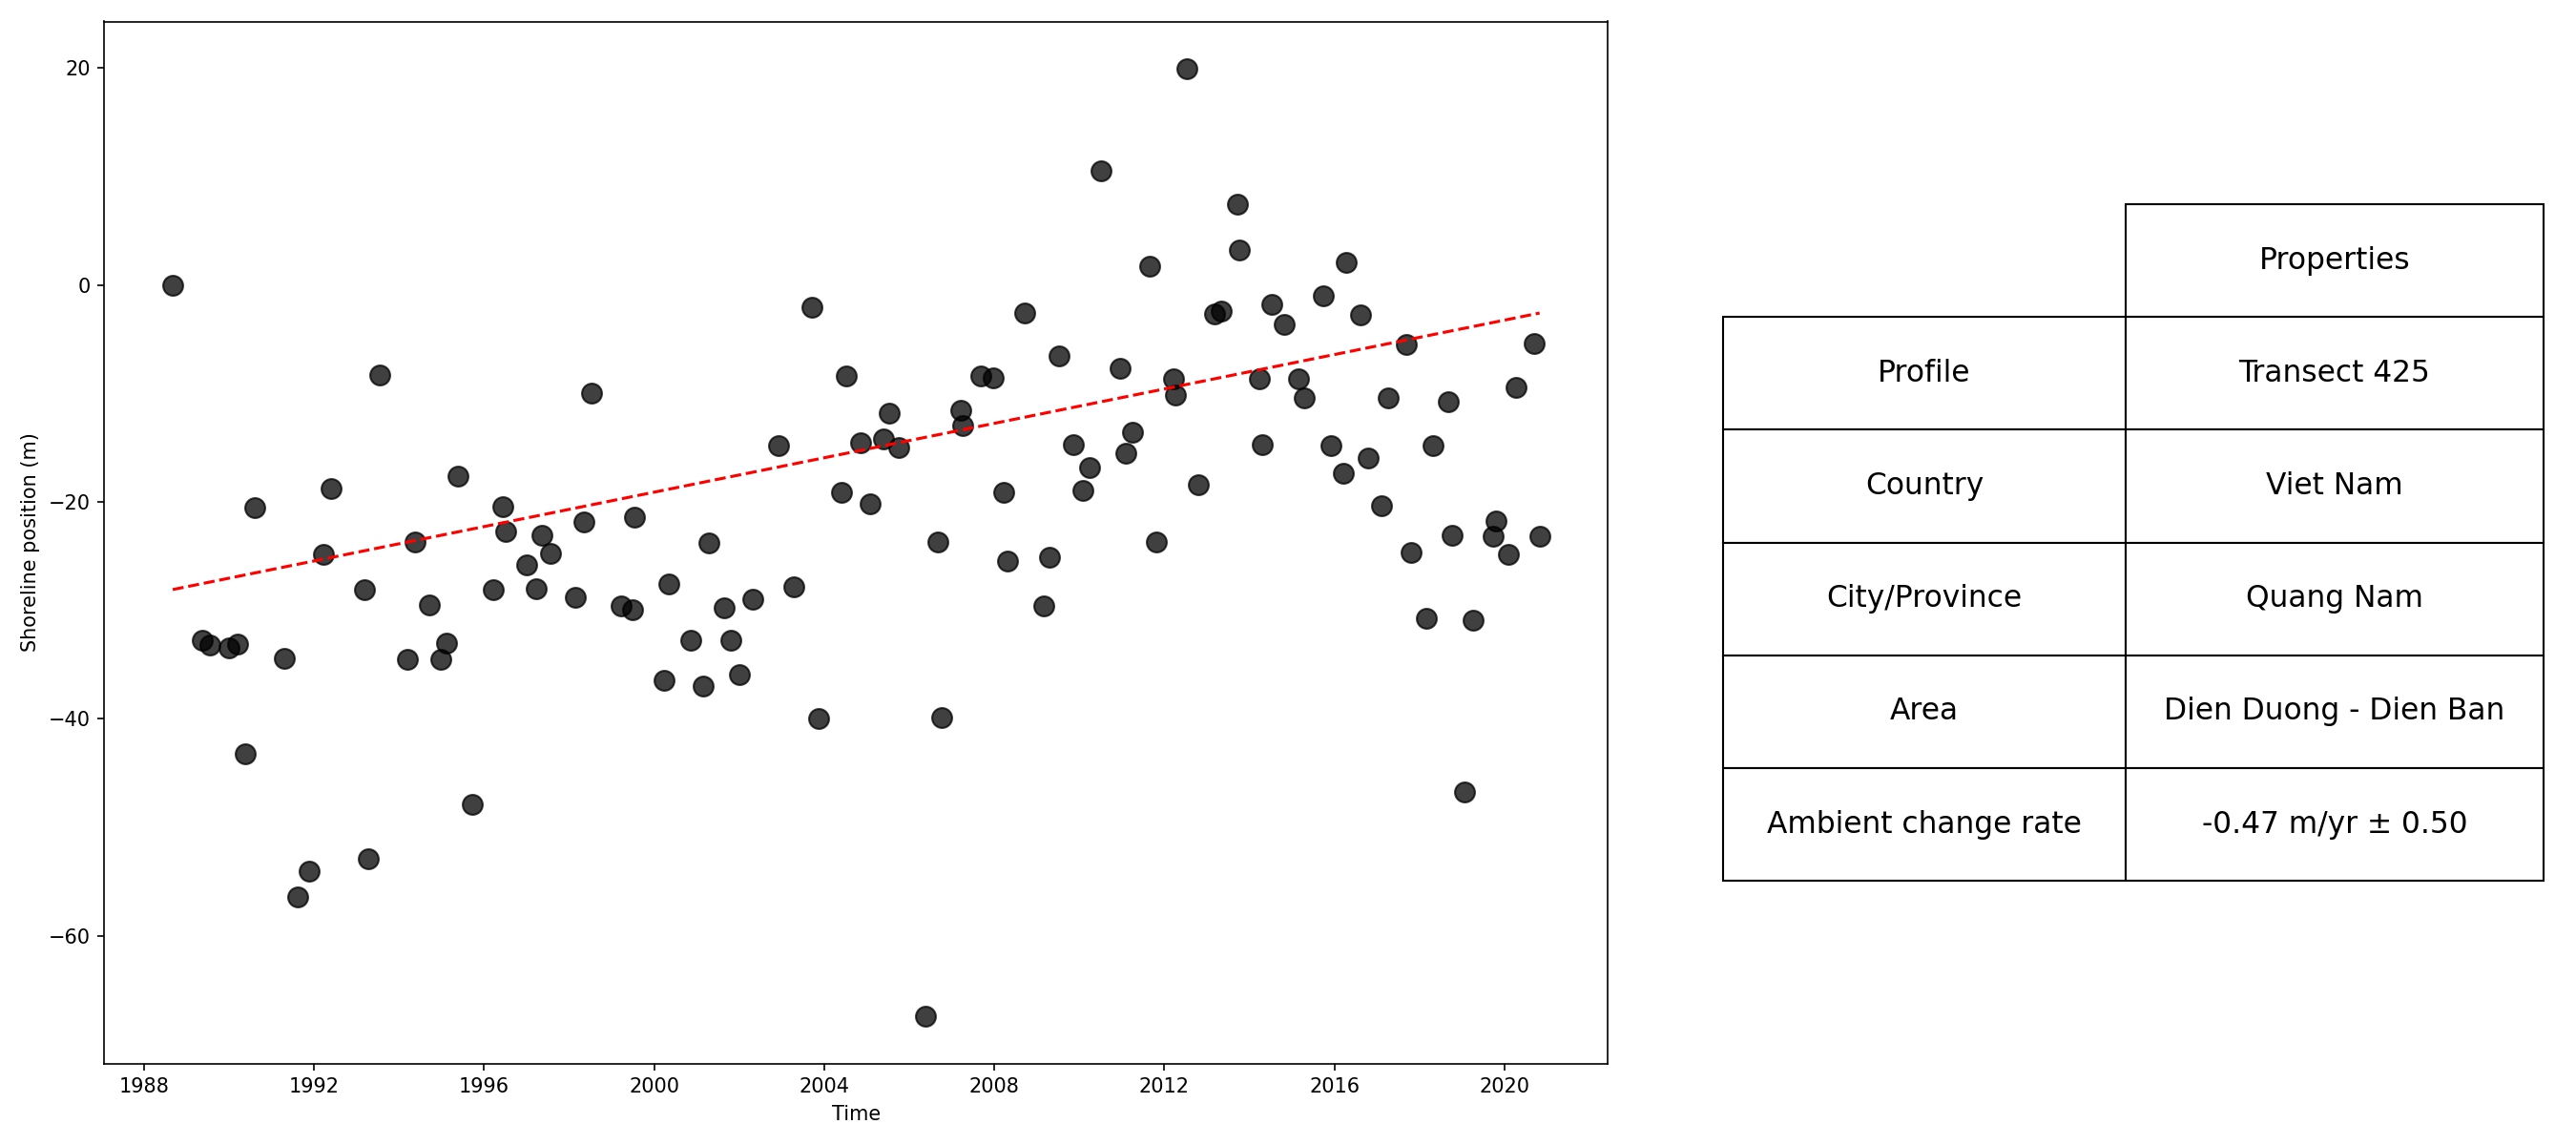 20
0
−20
−40
−60
Shoreline position (m)
1988 1992 1996 2000 2004 2008 2012 2016 2020
Time
Properties
Profile Transect 425
Country Viet Nam
City/Province Quang Nam
Area Dien Duong - Dien Ban
Ambient change rate -0.47 m/yr ± 0.50